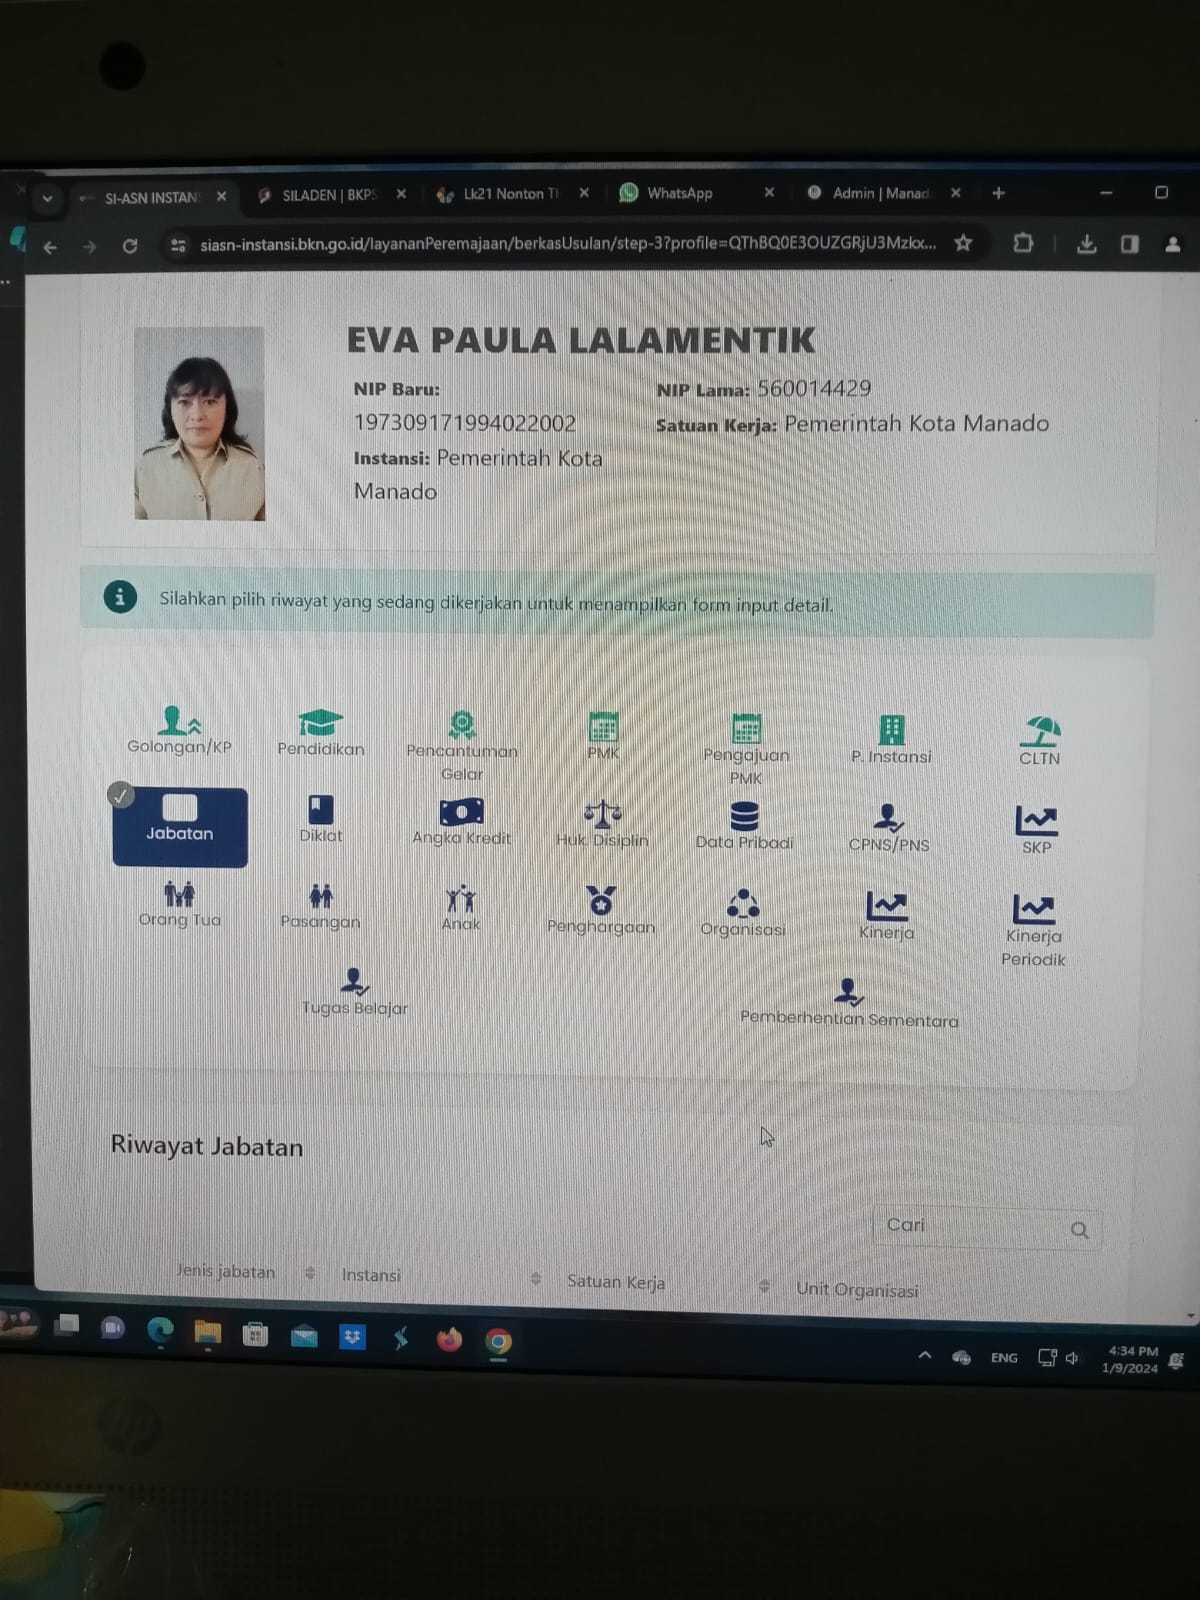 SI-ASN INSTAN
SILADEN | BKPS
Lk21 Nonton
WhatsApp
Admin | Manad
siasn-instansi.bkn.go.id/layananPeremajaan/berkasUsulan/step-3?profile=QThBQ0E3OUZGRjU3Mzkx...
EVA PAULA LALAMENTIK
NIP Baru:
197309171994022002
Instansi: Pemerintah Kota
Manado
NIP Lama: 560014429
Satuan Kerja: Pemerintah Kota Manado
Silahkan pilih riwayat yang sedang dikerjakan untuk menampilkan form input detail.
Golongan/KP
Pendidikan
Pencantuman
Gelar
PMK
Pengajuan
PMK
P. Instansi
CLTN
Jabatan
Diklat
Angka Kredit
Huk. Disiplin
Data Pribadi
CPNS/PNS
SKP
Orang Tua
Pasangan
Anak
Penghargaan
Organisasi
Kinerja
Kinerja
Periodik
Tugas Belajar
Pemberhentian Sementara
Riwayat Jabatan
Cari
Jenis jabatan
Instansi
Satuan Kerja
Unit Organisasi
ENG
4:34 PM
1/9/2024
hp